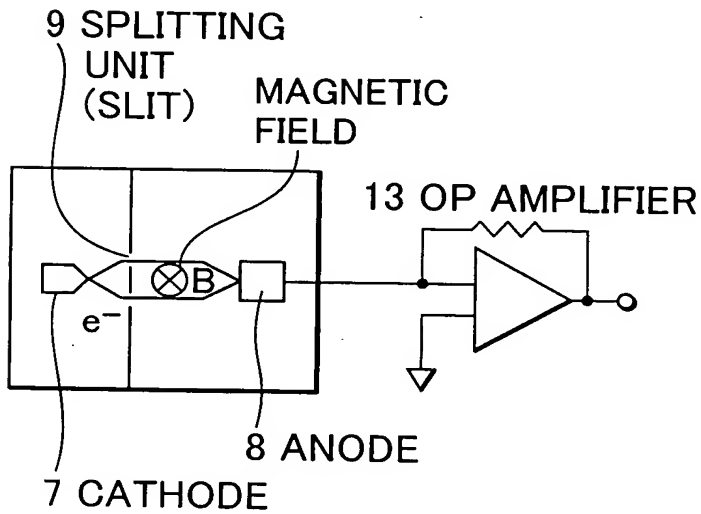 9 SPLITTING
UNIT
(SLIT)
MAGNETIC
FIELD
13 OP AMPLIFIER
B
e⁻
8 ANODE
7 CATHODE